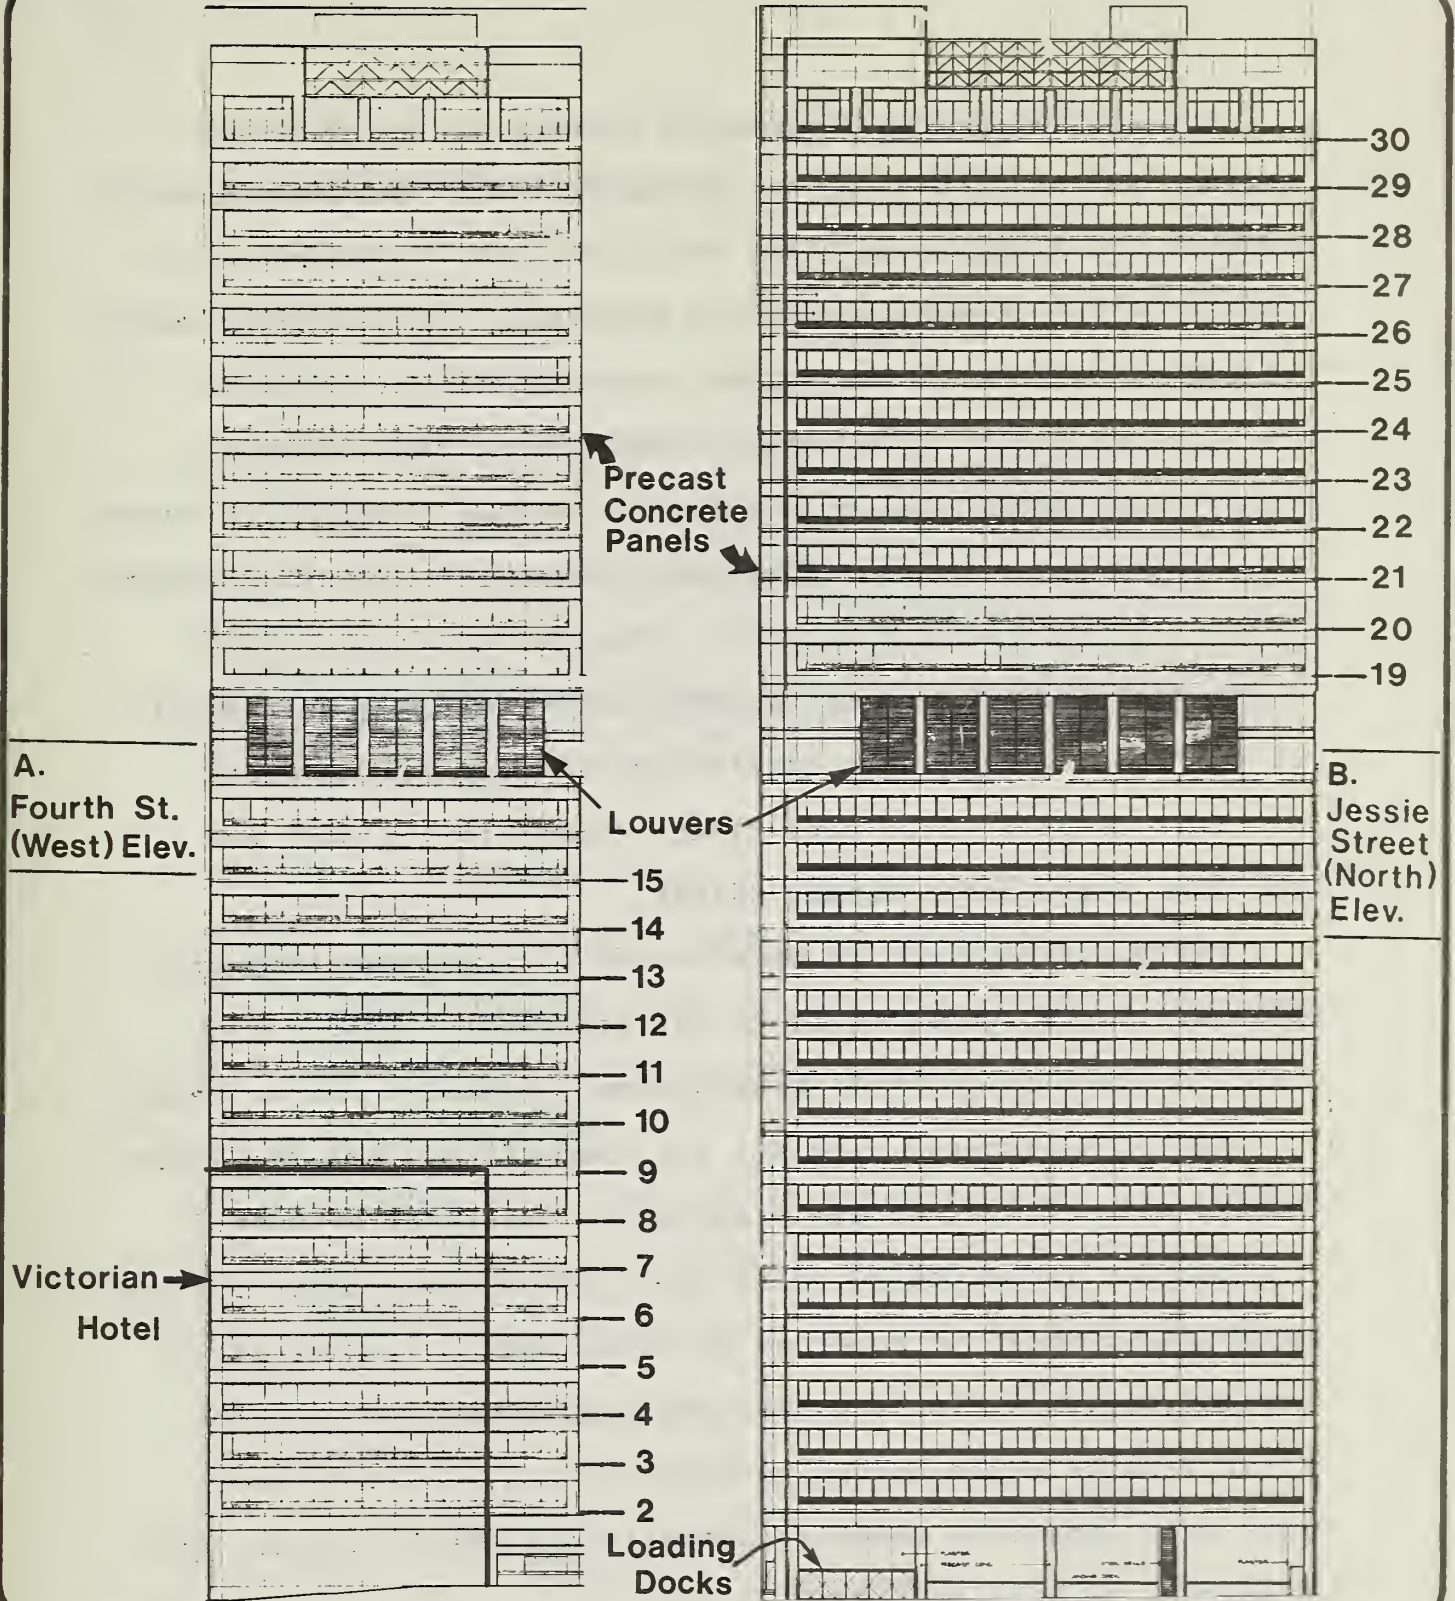 30
29
28
27
26
25
24
23
22
21
20
19
Precast
Concrete
Panels
A.
Fourth St.
(West) Elev.
Louvers
B.
Jessie
Street
(North)
Elev.
15
14
13
12
11
10
9
8
7
6
5
4
3
2
Victorian
Hotel
Loading
Docks